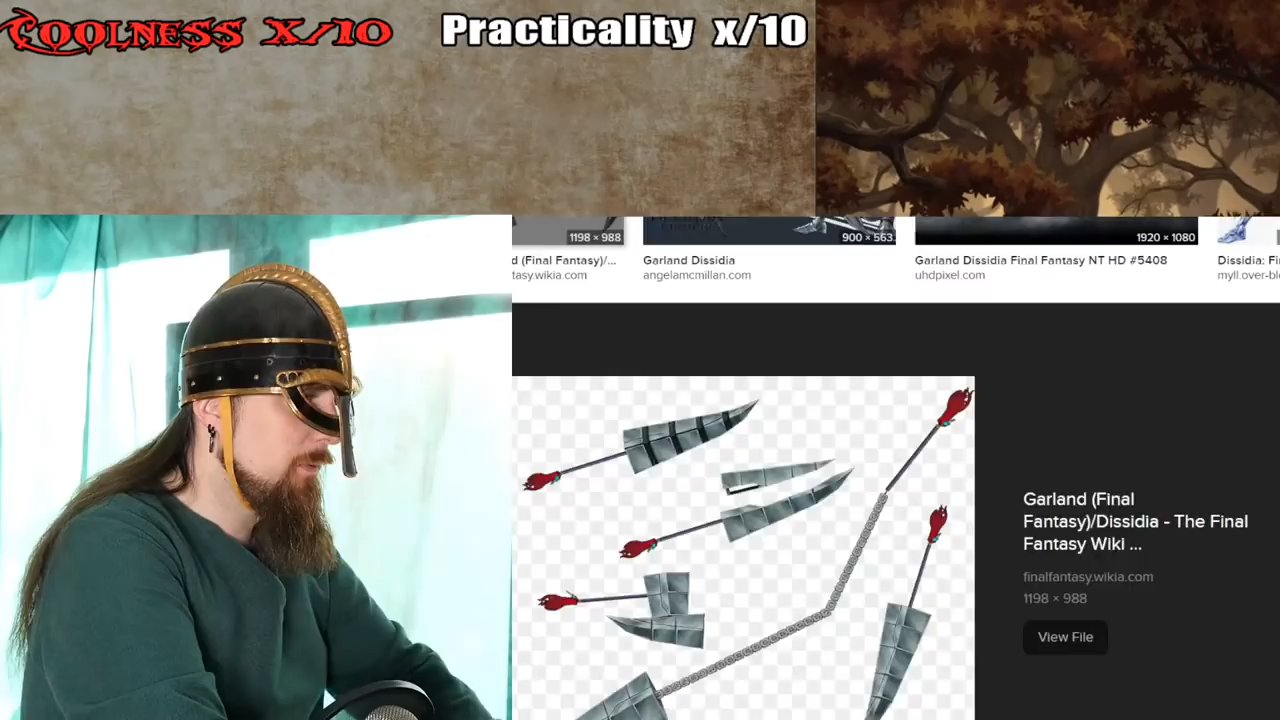 COOLNESS X/10
Practicality x/10
1198 × 988
900 × 563
1920 × 1080
d (Final Fantasy)/...
Garland Dissidia
Garland Dissidia Final Fantasy NT HD #5408
Dissidia: Fi
tasy.wikia.com
angelamcmillan.com
uhdpixel.com
myll.over-bl
Garland (Final
Fantasy)/Dissidia - The Final
Fantasy Wiki ...
finalfantasy.wikia.com
1198 × 988
View File